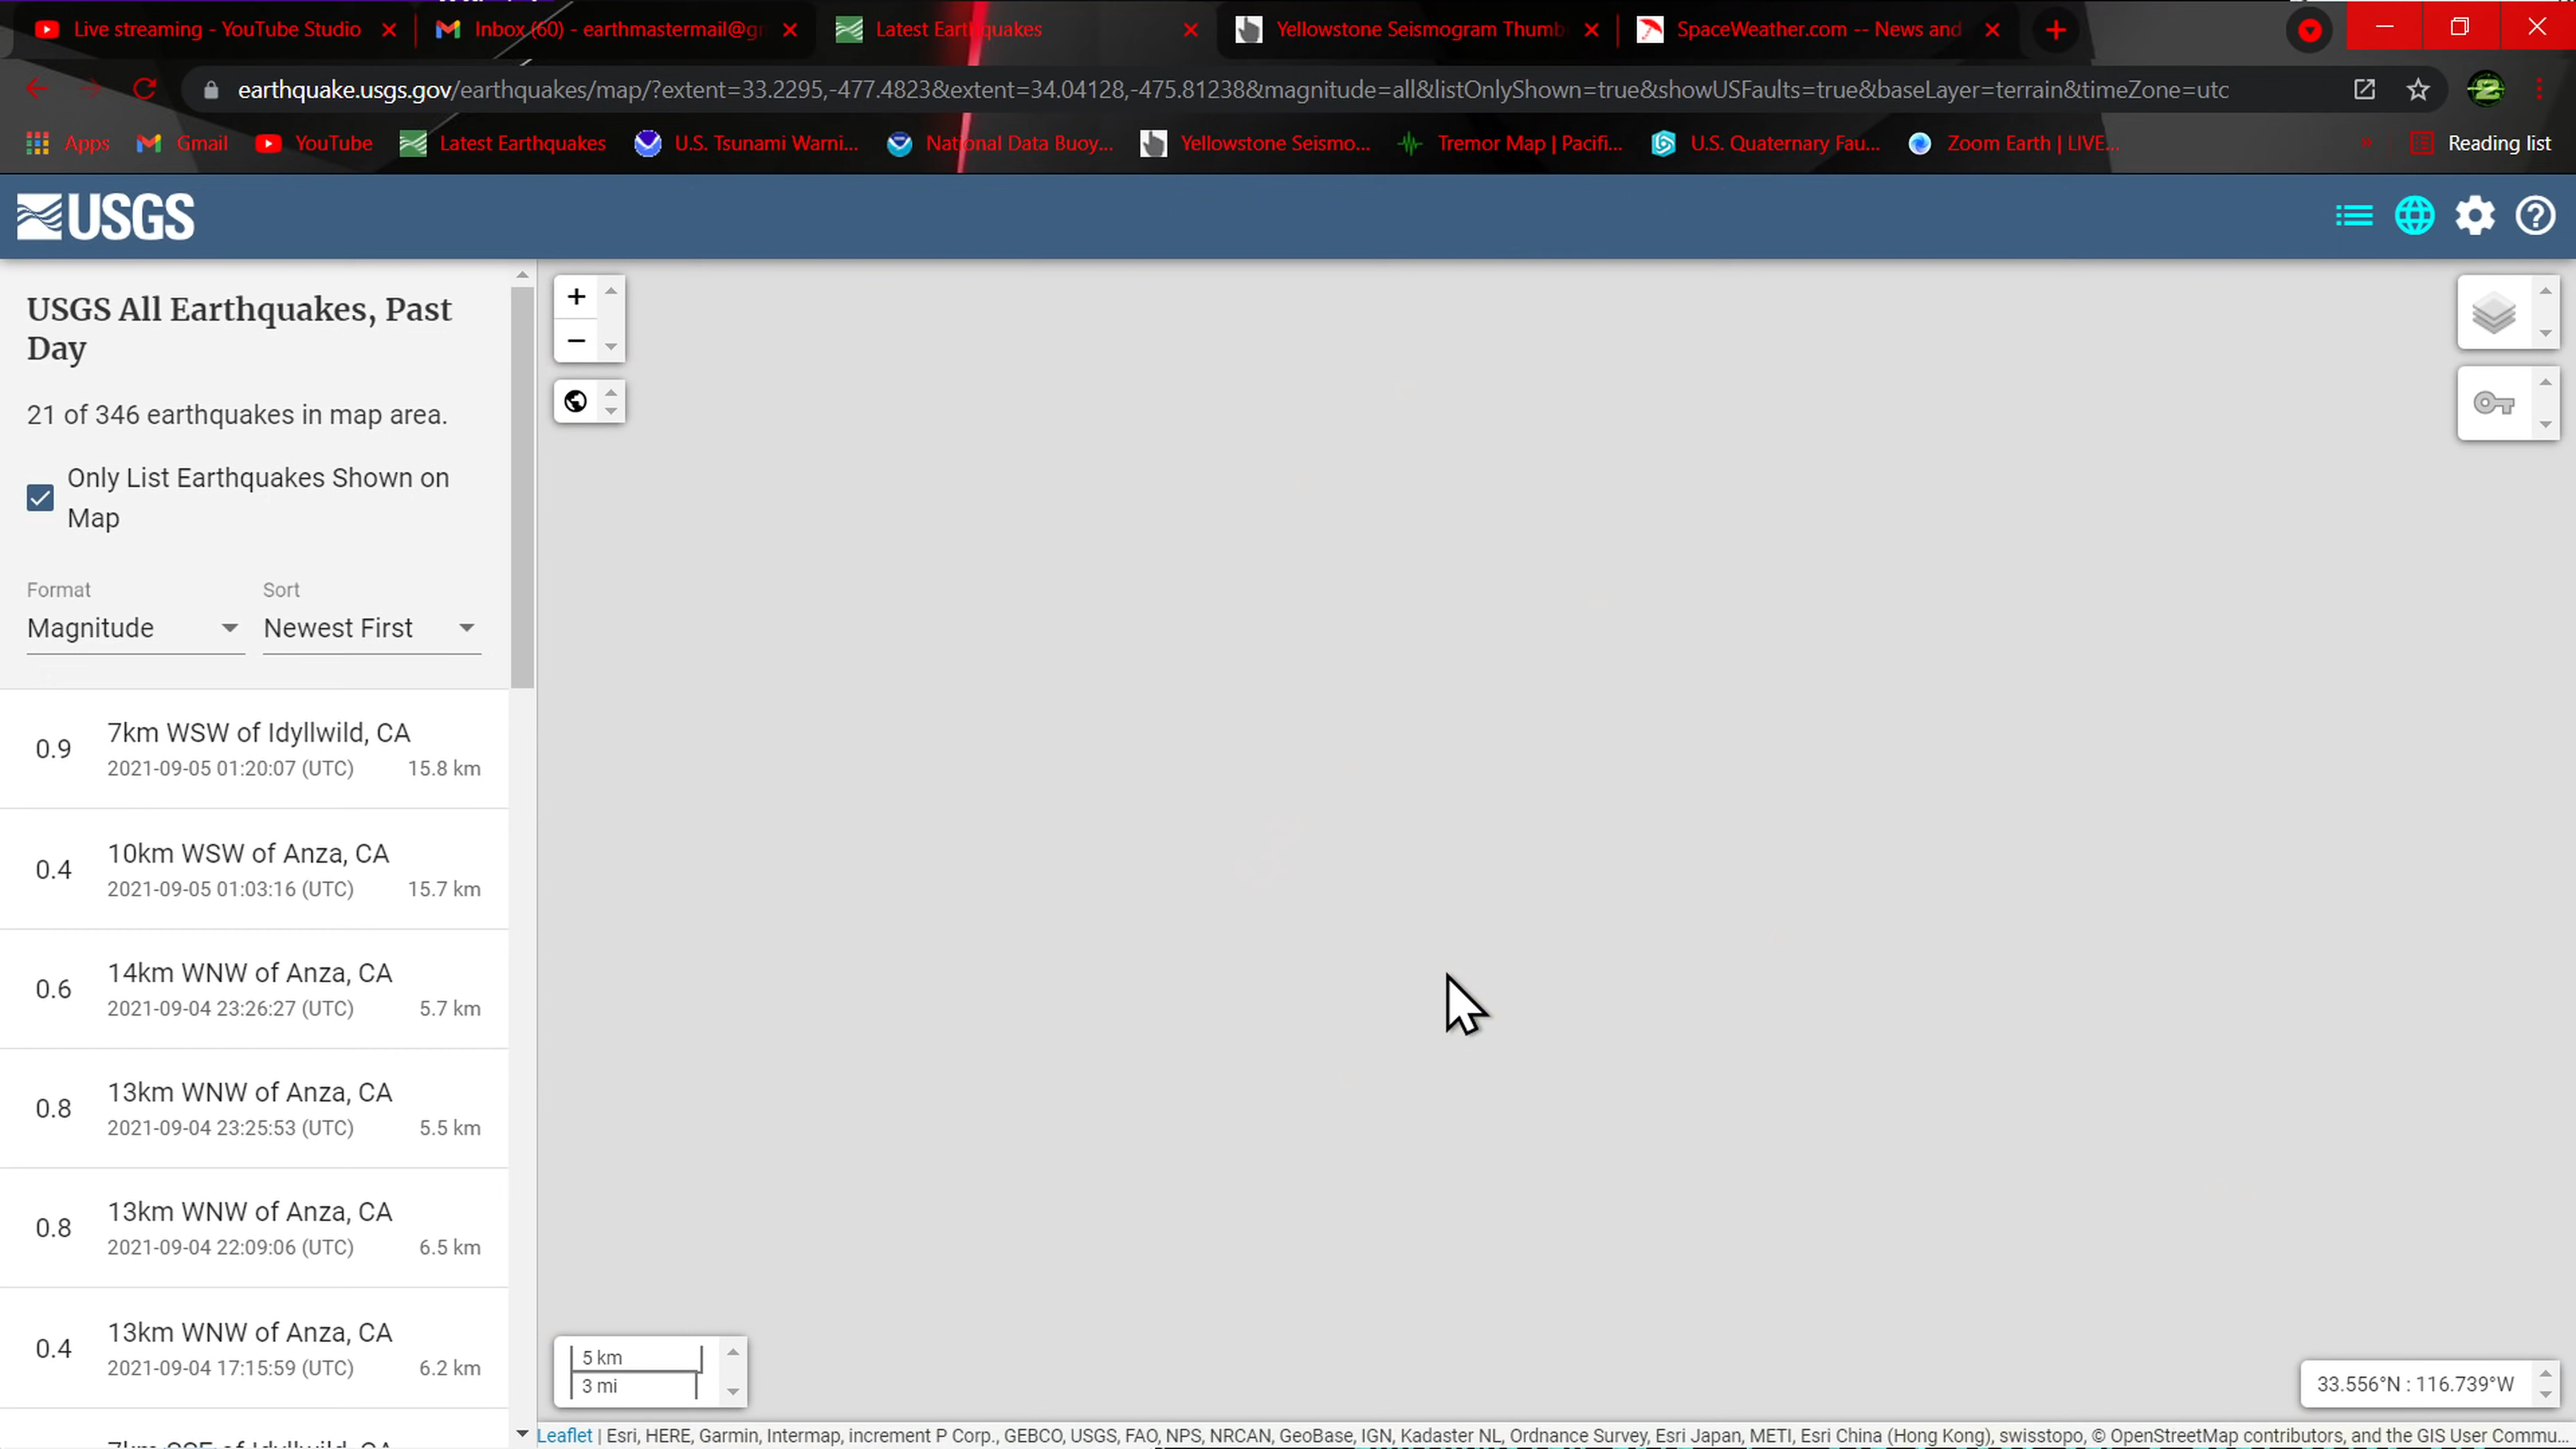 Live streaming - YouTube Studio
Inbox (60) - earthmastermail@g
Latest Earthquakes
Yellowstone Seismogram Thumb
SpaceWeather.com -- News and
earthquake.usgs.gov/earthquakes/map/?extent=33.2295,-477.4823&extent=34.04128,-475.81238&magnitude=all&listOnlyShown=true&showUSFaults=true&baseLayer=terrain&timeZone=utc
Apps
Gmail
YouTube
Latest Earthquakes
U.S. Tsunami Warni...
National Data Buoy...
Yellowstone Seismo...
Tremor Map | Pacifi...
U.S. Quaternary Fau...
Zoom Earth | LIVE...
Reading list
USGS
USGS All Earthquakes, Past
Day
21 of 346 earthquakes in map area.
Only List Earthquakes Shown on
Map
Format
Sort
Magnitude
Newest First
0.9
7km WSW of Idyllwild, CA
2021-09-05 01:20:07 (UTC) 15.8 km
0.4
10km WSW of Anza, CA
2021-09-05 01:03:16 (UTC) 15.7 km
0.6
14km WNW of Anza, CA
2021-09-04 23:26:27 (UTC) 5.7 km
0.8
13km WNW of Anza, CA
2021-09-04 23:25:53 (UTC) 5.5 km
0.8
13km WNW of Anza, CA
2021-09-04 22:09:06 (UTC) 6.5 km
0.4
13km WNW of Anza, CA
2021-09-04 17:15:59 (UTC) 6.2 km
7km SSE of Idyllwild, CA
+
−
5 km
3 mi
33.556°N : 116.739°W
Leaflet | Esri, HERE, Garmin, Intermap, increment P Corp., GEBCO, USGS, FAO, NPS, NRCAN, GeoBase, IGN, Kadaster NL, Ordnance Survey, Esri Japan, METI, Esri China (Hong Kong), swisstopo, © OpenStreetMap contributors, and the GIS User Commu...